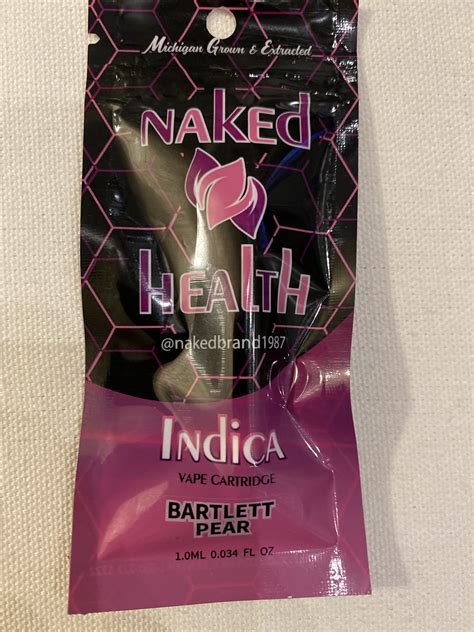 Michigan Grown & Extracted
NAKED
HEALTH
@nakedbrand1987
Indica
VAPE CARTRIDGE
BARTLETT
PEAR
1.0ML 0.034 FL OZ